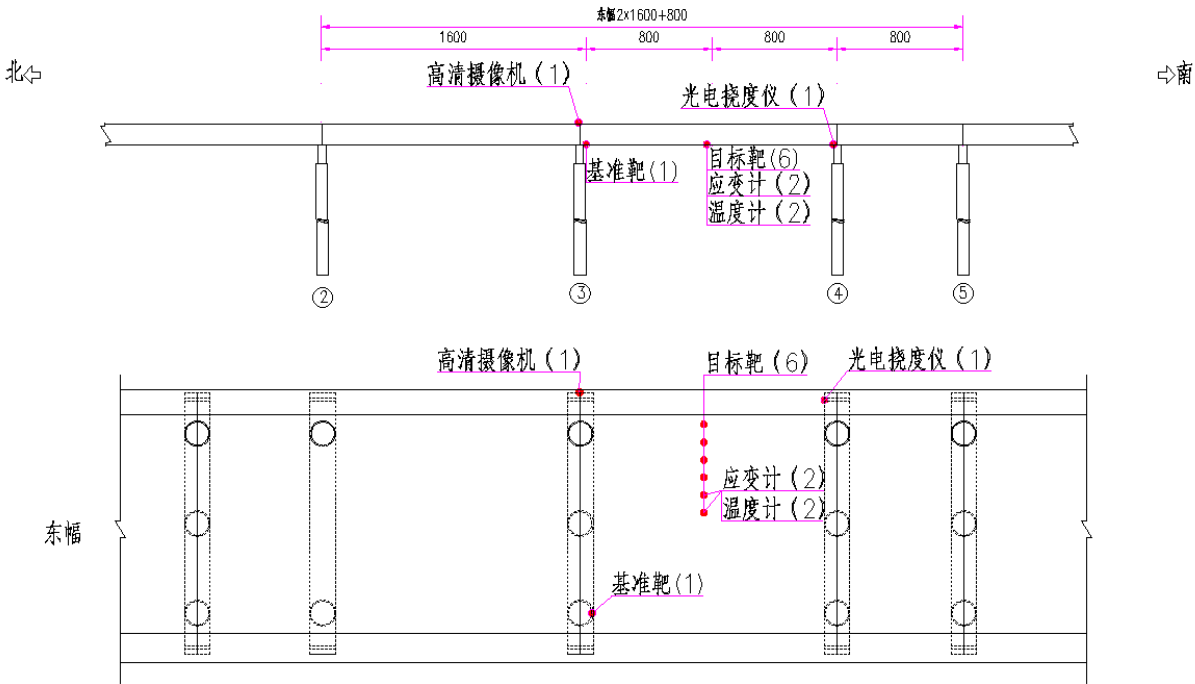 东幅2x1600+800
1600
800
800
800
北
南
高清摄像机（1）
光电挠度仪（1）
基准靶(1)
目标靶(6)
应变计（2）
温度计（2）
②
③
④
⑤
高清摄像机（1）
目标靶（6）
光电挠度仪（1）
应变计（2）
温度计（2）
东幅
基准靶(1)